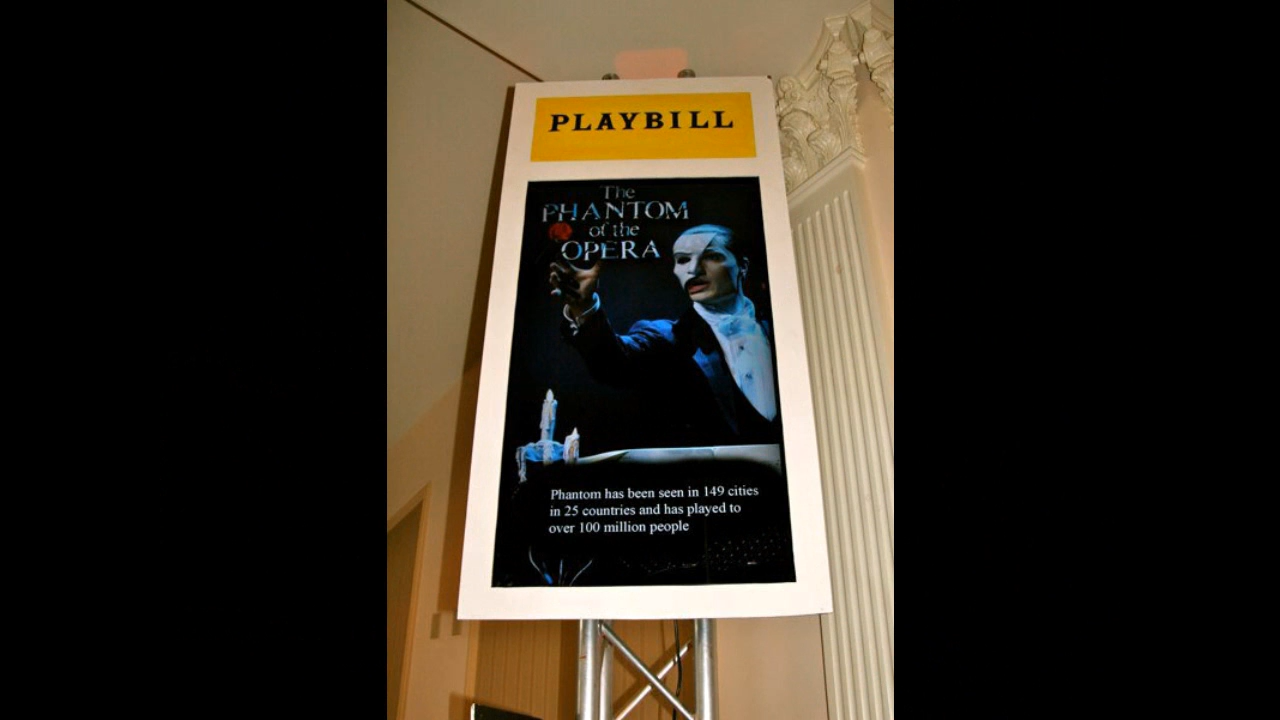 PLAYBILL
The
PHANTOM
of the
OPERA
Phantom has been seen in 149 cities
in 25 countries and has played to
over 100 million people